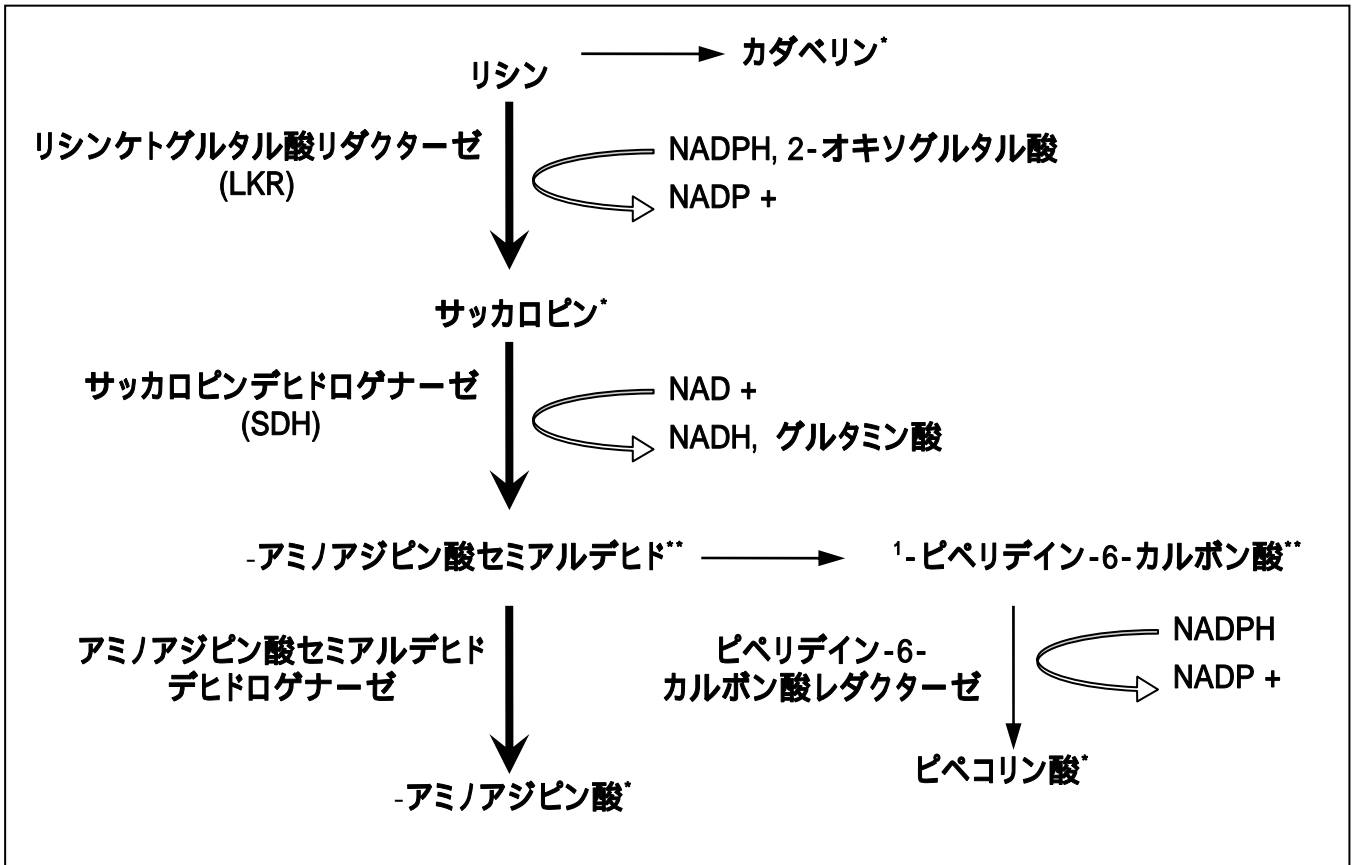 リシン
カダベリン*
リシンケトグルタル酸リダクターゼ
(LKR)
NADPH, 2-オキソグルタル酸
NADP +
サッカロピン*
サッカロピンデヒドロゲナーゼ
(SDH)
NAD +
NADH, グルタミン酸
-アミノアジピン酸セミアルデヒド**
¹-ピペリデイン-6-カルボン酸**
アミノアジピン酸セミアルデヒド
デヒドロゲナーゼ
ピペリデイン-6-
カルボン酸レダクターゼ
NADPH
NADP +
-アミノアジピン酸*
ピペコリン酸*